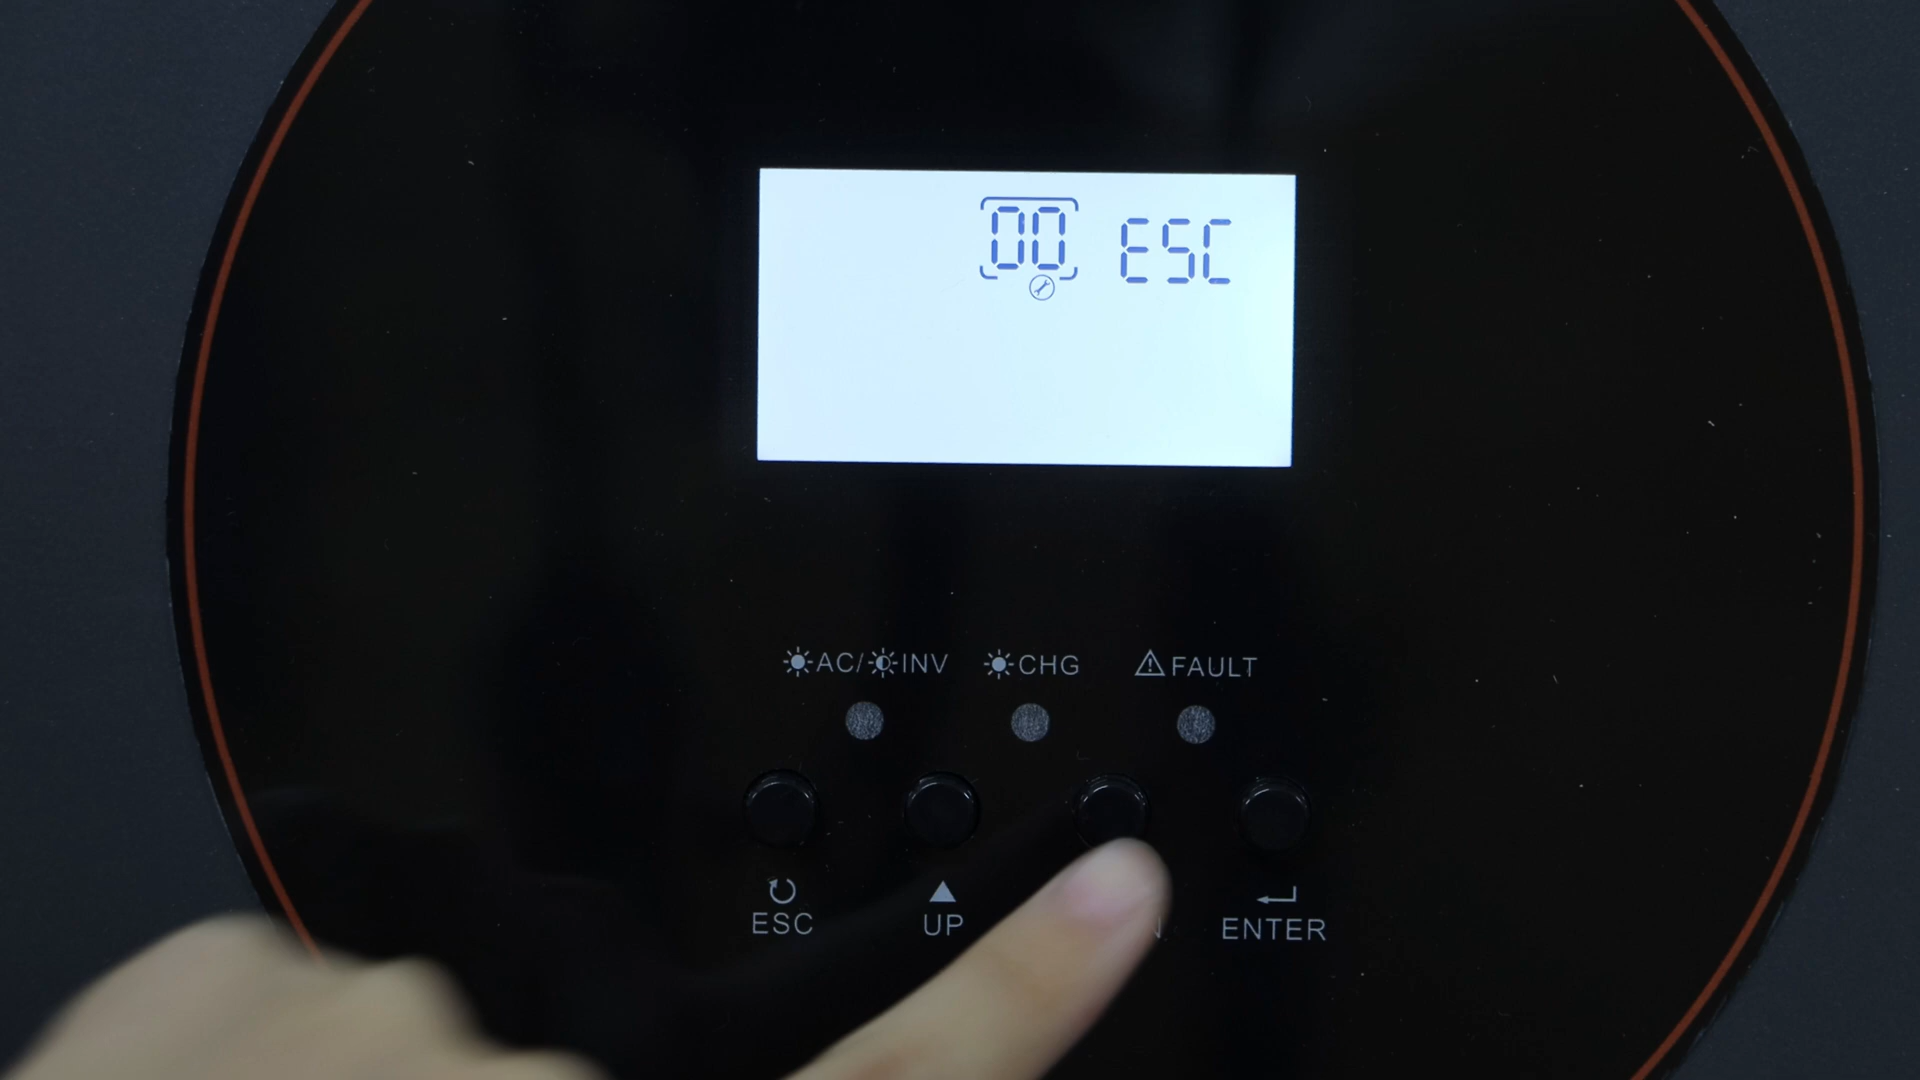 00 ESC
AC/ INV CHG FAULT
ESC UP ENTER